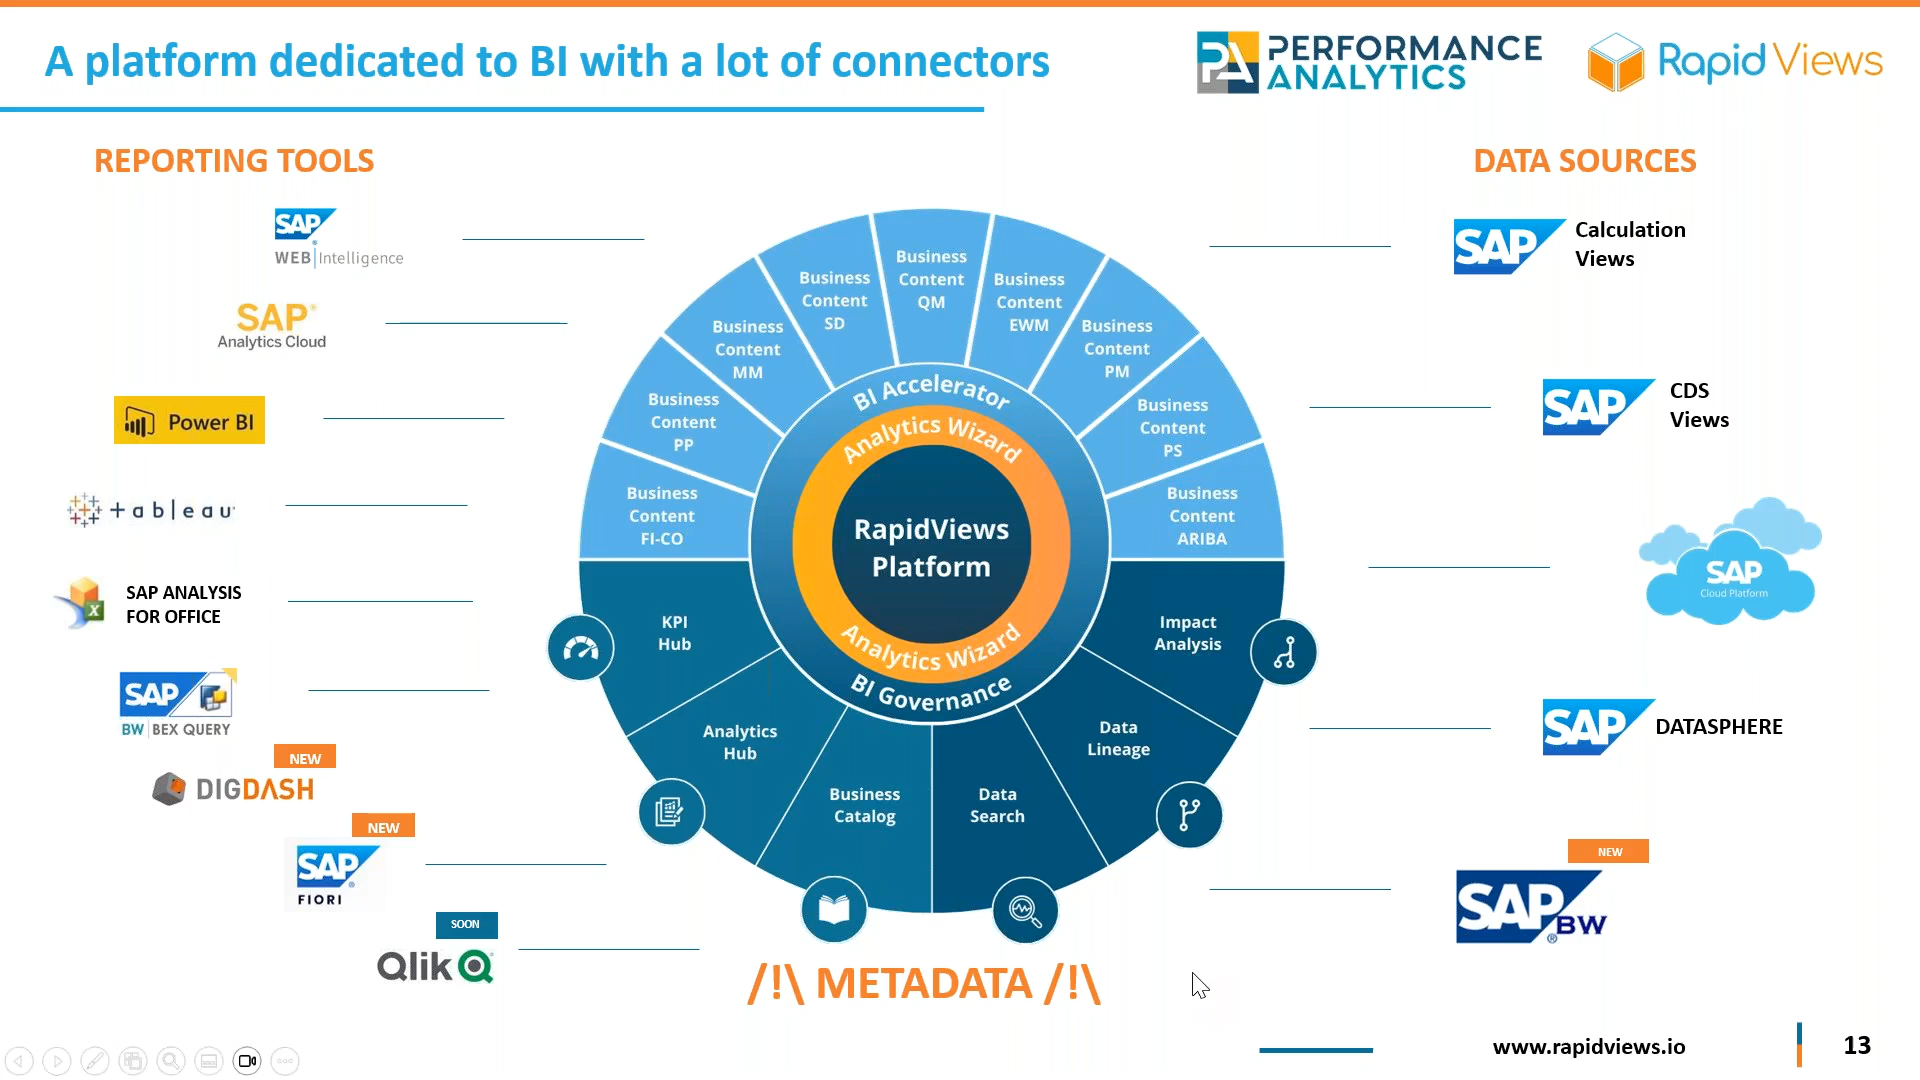 A platform dedicated to BI with a lot of connectors
PERFORMANCE
ANALYTICS
Rapid Views
REPORTING TOOLS
DATA SOURCES
SAP
WEB Intelligence
SAP
Analytics Cloud
Power BI
+ableau
SAP ANALYSIS
FOR OFFICE
SAP
BW BEX QUERY
NEW
DIGDASH
NEW
SAP
FIORI
SOON
Qlik
Business
Content
FI-CO
Business
Content
PP
Business
Content
MM
Business
Content
SD
Business
Content
QM
Business
Content
EWM
Business
Content
PM
Business
Content
PS
Business
Content
ARIBA
BI Accelerator
Analytics Wizard
RapidViews
Platform
Analytics Wizard
BI Governance
KPI
Hub
Analytics
Hub
Business
Catalog
Data
Search
Data
Lineage
Impact
Analysis
/!\ METADATA /!\
SAP
Calculation
Views
SAP
CDS
Views
SAP
Cloud Platform
SAP
DATASPHERE
NEW
SAP BW
www.rapidviews.io
13